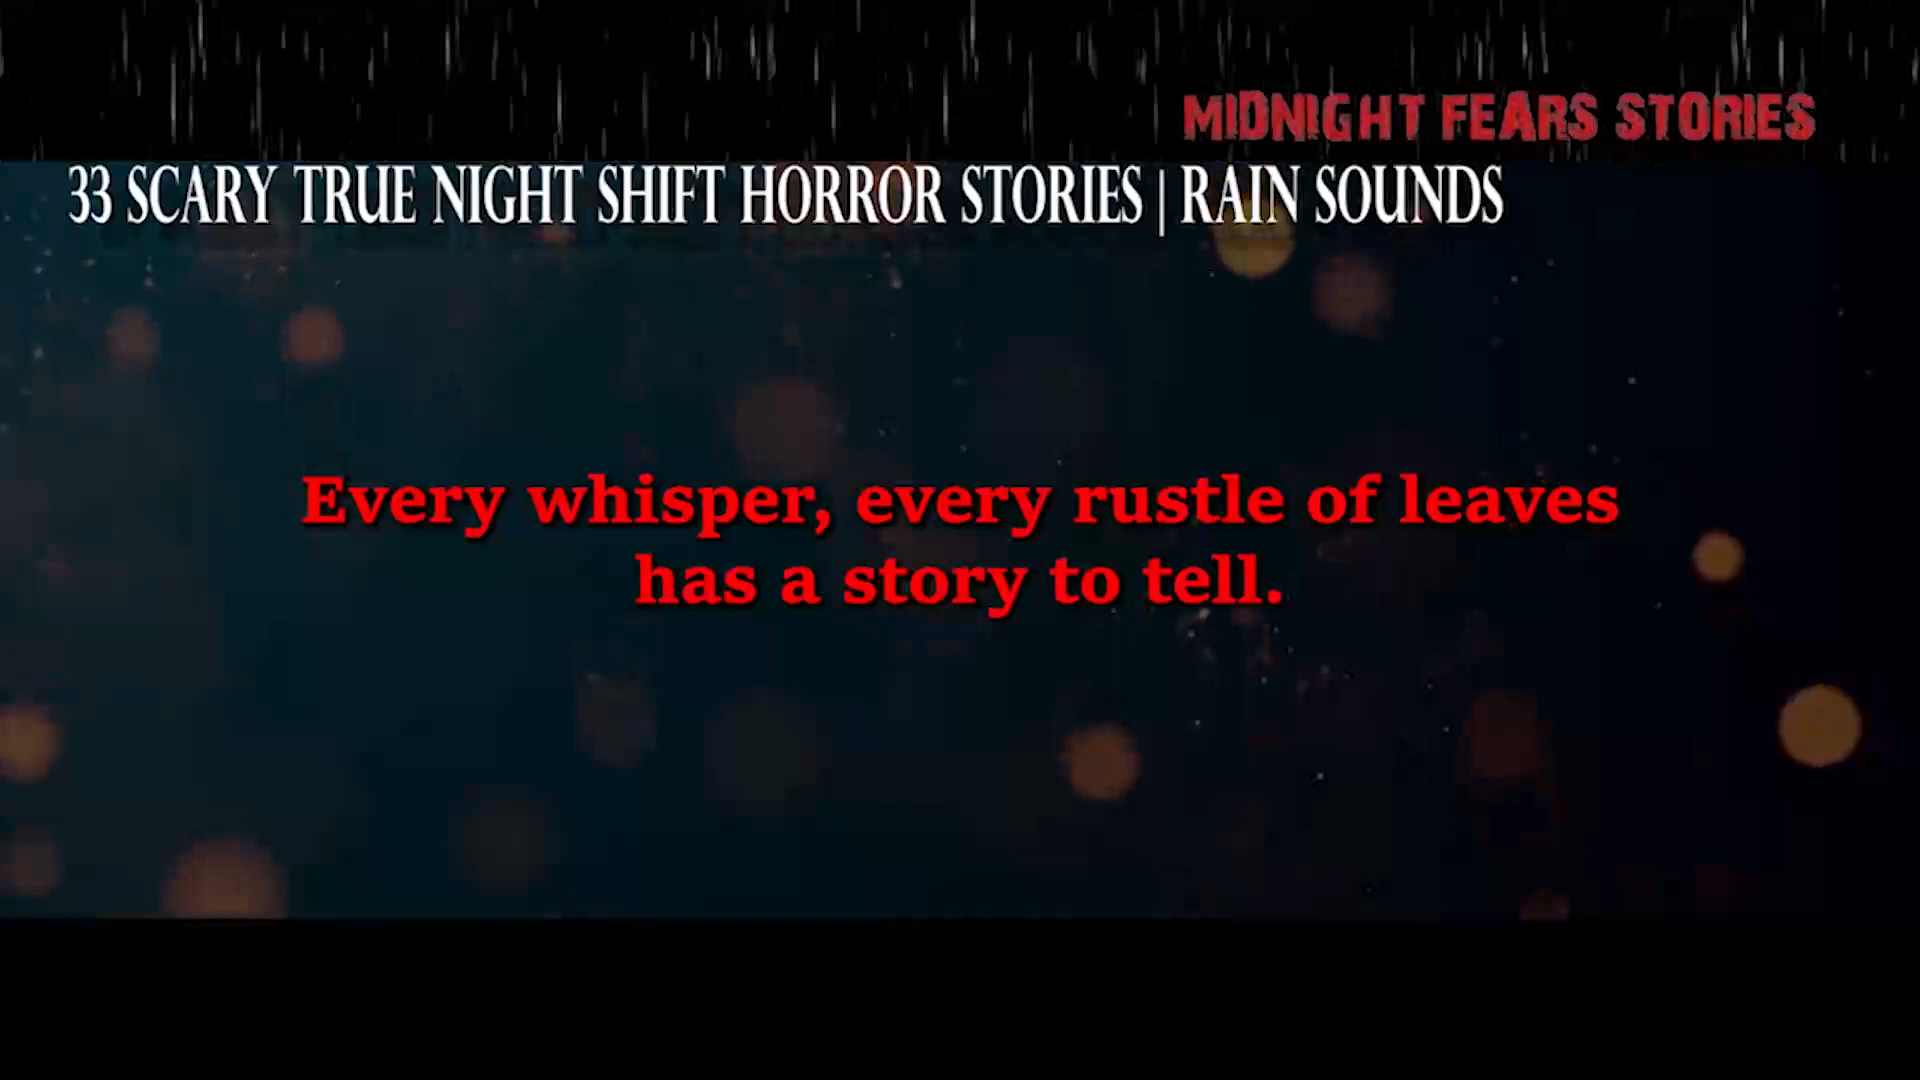 MIDNIGHT FEARS STORIES
33 SCARY TRUE NIGHT SHIFT HORROR STORIES | RAIN SOUNDS
Every whisper, every rustle of leaves
has a story to tell.